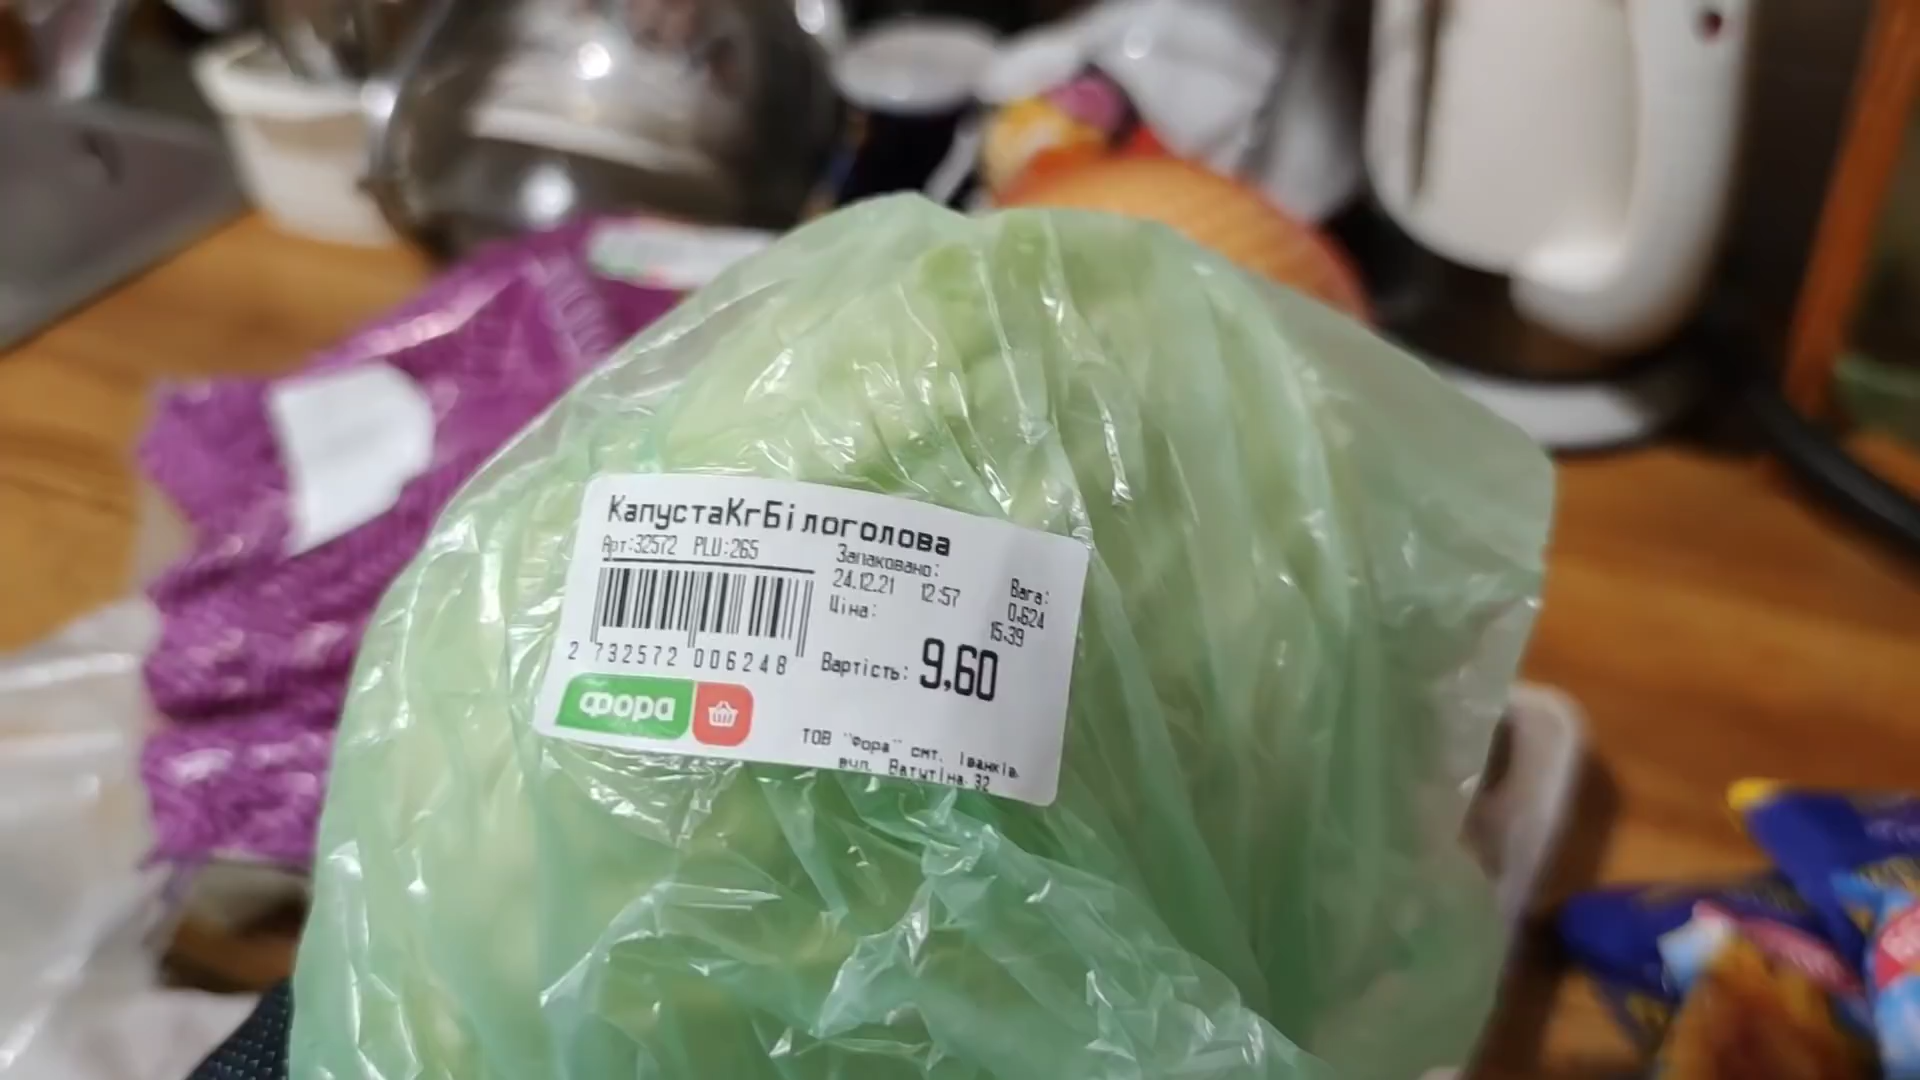 КапустаКгБілоголова
Арт:32572 PLU:265
Запаковано:
24.12.21 12:57
Вага:
0,624
Ціна:
15.39
2 732572 006248
Вартість: 9,60
фора
ТОВ "Фора" смт. Іванків,
вул. Ватутіна 32